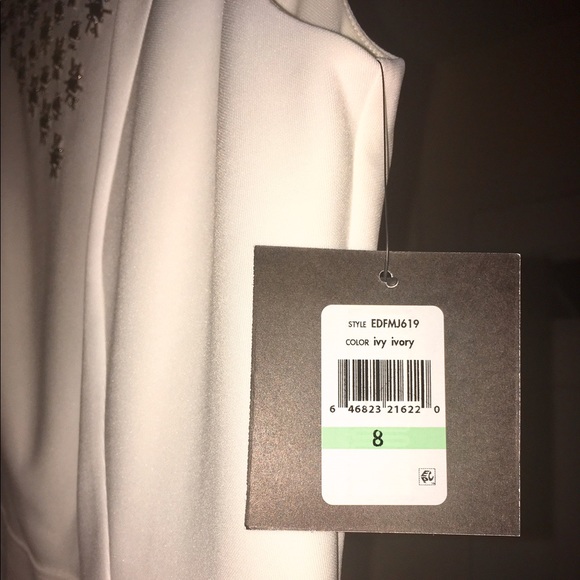 STYLE EDFMJ619
COLOR ivy ivory
6 46823 21622 0
8